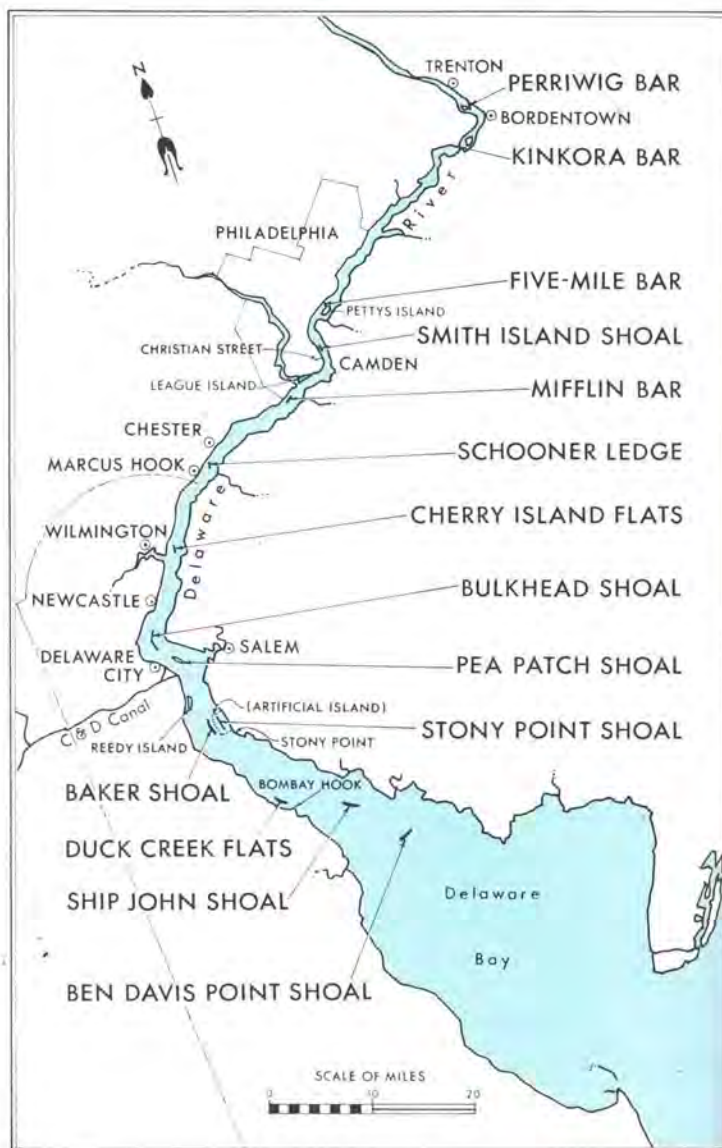 N
TRENTON
PERRIWIG BAR
BORDENTOWN
KINKORA BAR
River
PHILADELPHIA
FIVE-MILE BAR
PETTYS ISLAND
SMITH ISLAND SHOAL
CHRISTIAN STREET
CAMDEN
LEAGUE ISLAND
MIFFLIN BAR
CHESTER
SCHOONER LEDGE
MARCUS HOOK
Delaware
CHERRY ISLAND FLATS
WILMINGTON
BULKHEAD SHOAL
NEWCASTLE
SALEM
DELAWARE
CITY
PEA PATCH SHOAL
(ARTIFICIAL ISLAND)
C & D Canal
STONY POINT SHOAL
REEDY ISLAND
STONY POINT
BAKER SHOAL
BOMBAY HOOK
DUCK CREEK FLATS
SHIP JOHN SHOAL
Delaware
Bay
BEN DAVIS POINT SHOAL
SCALE OF MILES
0 10 20